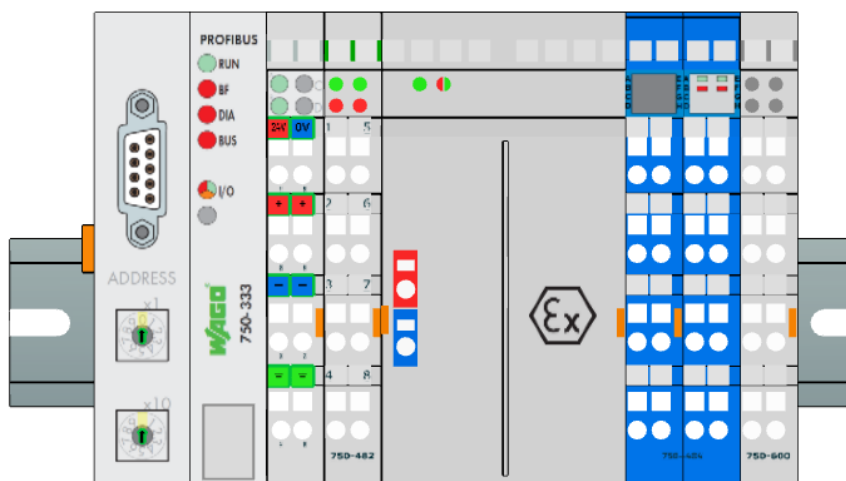 PROFIBUS
RUN
BF
DIA
BUS
I/O
ADDRESS
x1
x10
WAGO
750-333
24V 0V
+ +
− −
1 5
2 6
3 7
4 8
750-482
Ex
750-600